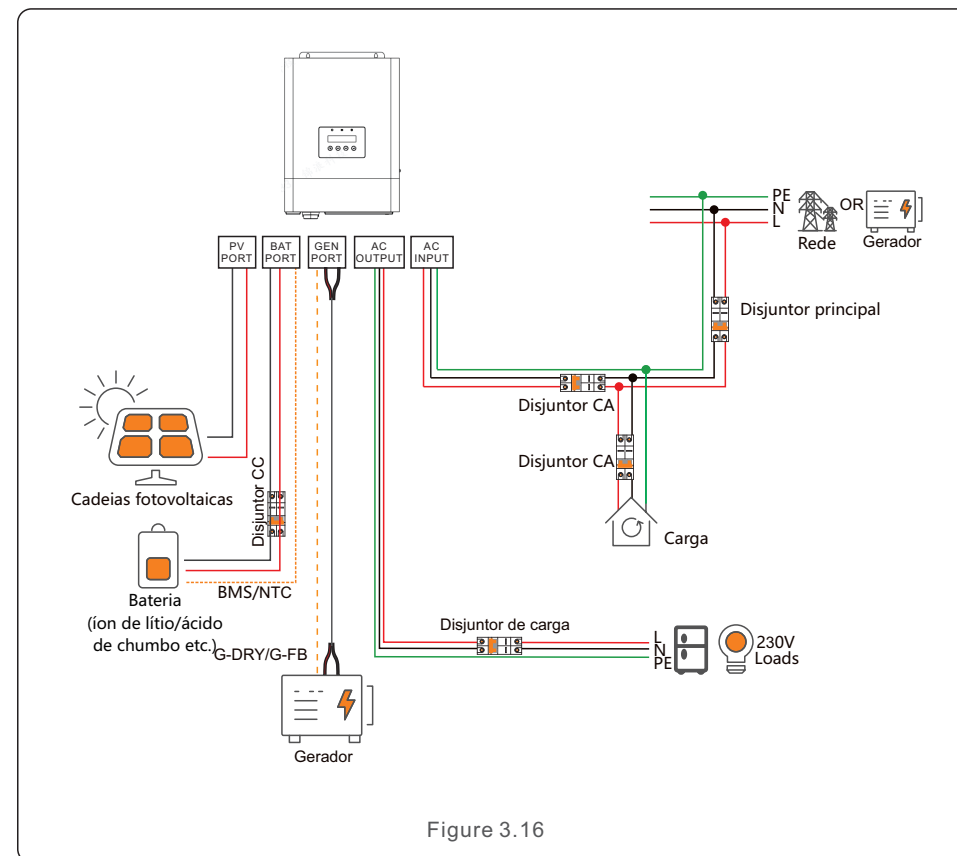 PV
PORT
BAT
PORT
GEN
PORT
AC
OUTPUT
AC
INPUT
PE
N
L
OR
Rede
Gerador
Disjuntor principal
Disjuntor CA
Disjuntor CA
Carga
Cadeias fotovoltaicas
Disjuntor CC
BMS/NTC
Bateria
(íon de lítio/ácido
de chumbo etc.)
G-DRY/G-FB
Gerador
Disjuntor de carga
L
N
PE
230V
Loads
Figure 3.16